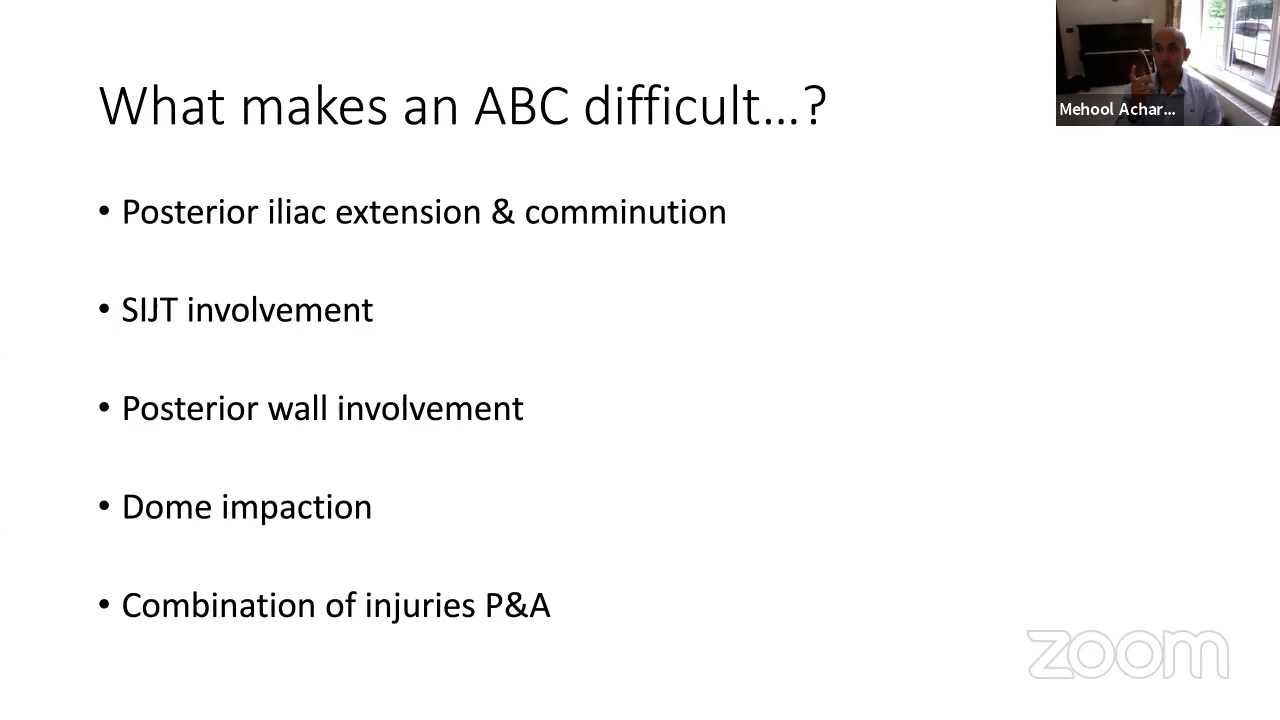 What makes an ABC difficult...?
Mehool Achar...
• Posterior iliac extension & comminution
• SIJT involvement
• Posterior wall involvement
• Dome impaction
• Combination of injuries P&A
zoom